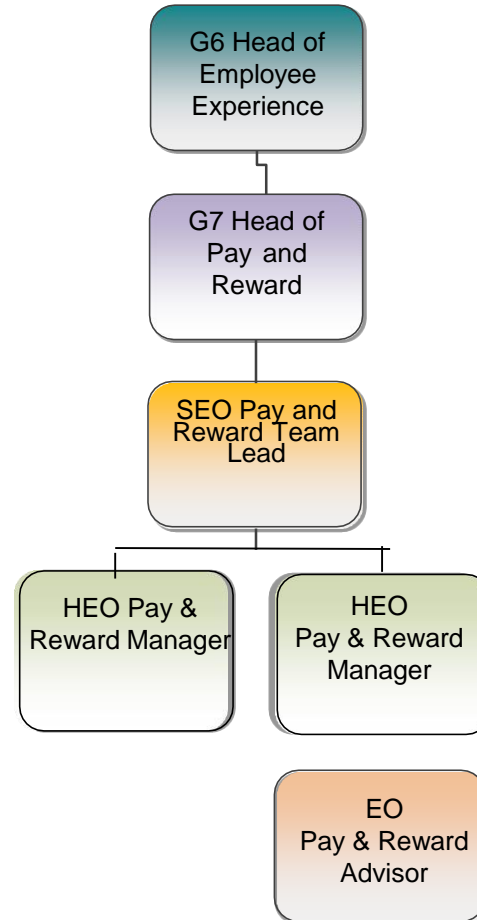 G6 Head of
Employee
Experience
G7 Head of
Pay and
Reward
SEO Pay and
Reward Team
Lead
HEO Pay &
Reward Manager
HEO
Pay & Reward
Manager
EO
Pay & Reward
Advisor